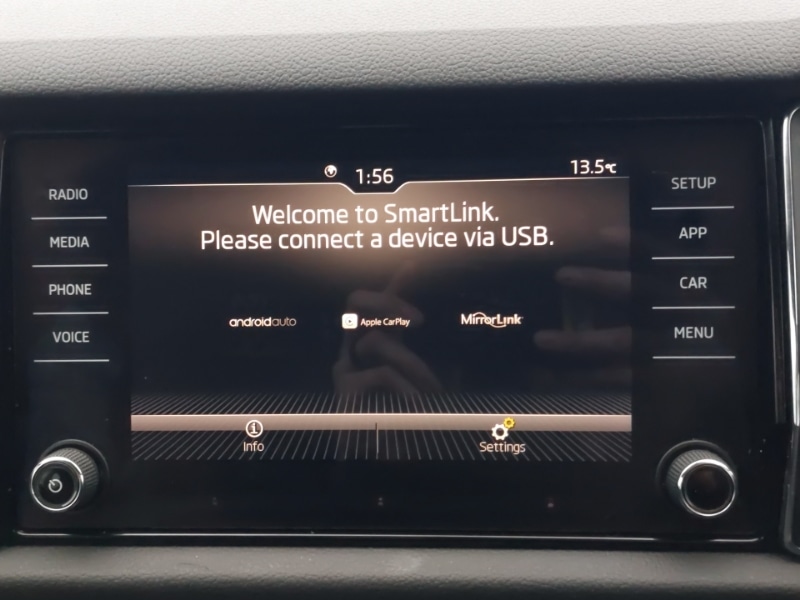 1:56
13.5°C
RADIO
MEDIA
PHONE
VOICE
Welcome to SmartLink.
Please connect a device via USB.
androidauto
Apple CarPlay
MirrorLink
Info
Settings
SETUP
APP
CAR
MENU